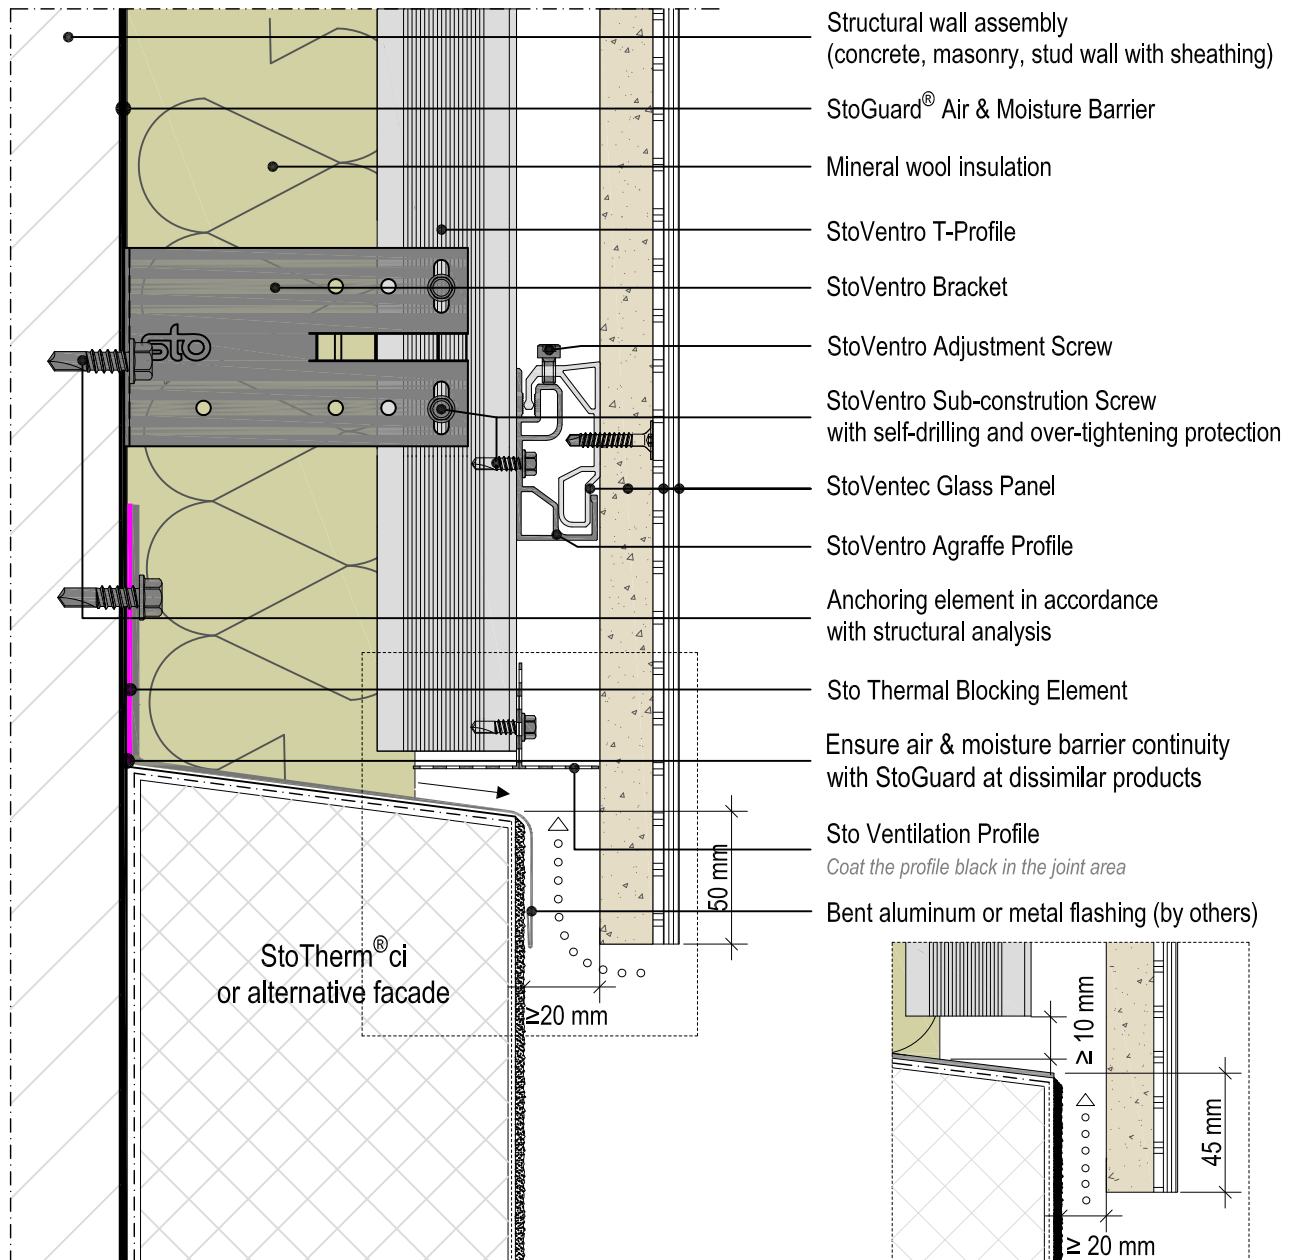 Structural wall assembly
(concrete, masonry, stud wall with sheathing)
StoGuard® Air & Moisture Barrier
Mineral wool insulation
StoVentro T-Profile
StoVentro Bracket
sto
StoVentro Adjustment Screw
StoVentro Sub-constrution Screw
with self-drilling and over-tightening protection
StoVentec Glass Panel
StoVentro Agraffe Profile
Anchoring element in accordance
with structural analysis
Sto Thermal Blocking Element
Ensure air & moisture barrier continuity
with StoGuard at dissimilar products
Sto Ventilation Profile
Coat the profile black in the joint area
Bent aluminum or metal flashing (by others)
50 mm
StoTherm® ci
or alternative facade
≥20 mm
≥ 10 mm
45 mm
≥ 20 mm